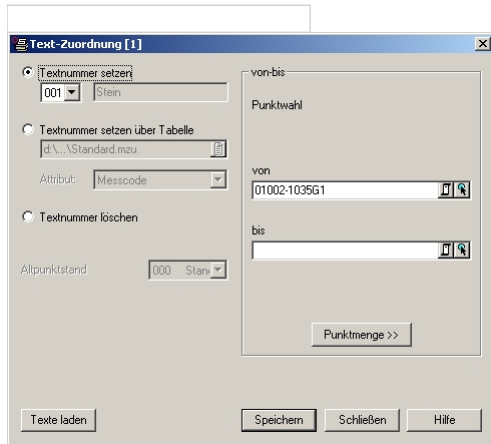 Text-Zuordnung [1]
Textnummer setzen
001 Stein
Textnummer setzen über Tabelle
d:\...\Standard.mzu
Attribut: Messcode
Textnummer löschen
Altpunktstand 000 Stan
von-bis
Punktwahl
von
01002-1035G1
bis
Punktmenge >>
Texte laden
Speichern
Schließen
Hilfe